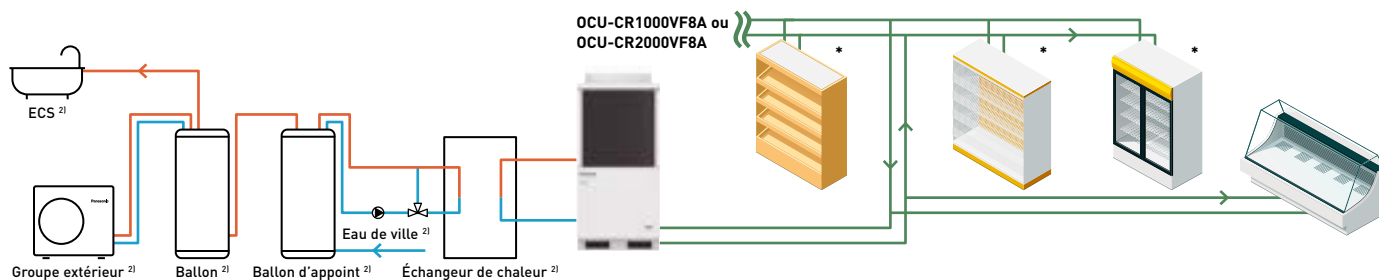 OCU-CR1000VF8A ou
OCU-CR2000VF8A
*
*
*
ECS 2)
Panasonic
Eau de ville 2)
Groupe extérieur 2)
Ballon 2)
Ballon d'appoint 2)
Échangeur de chaleur 2)